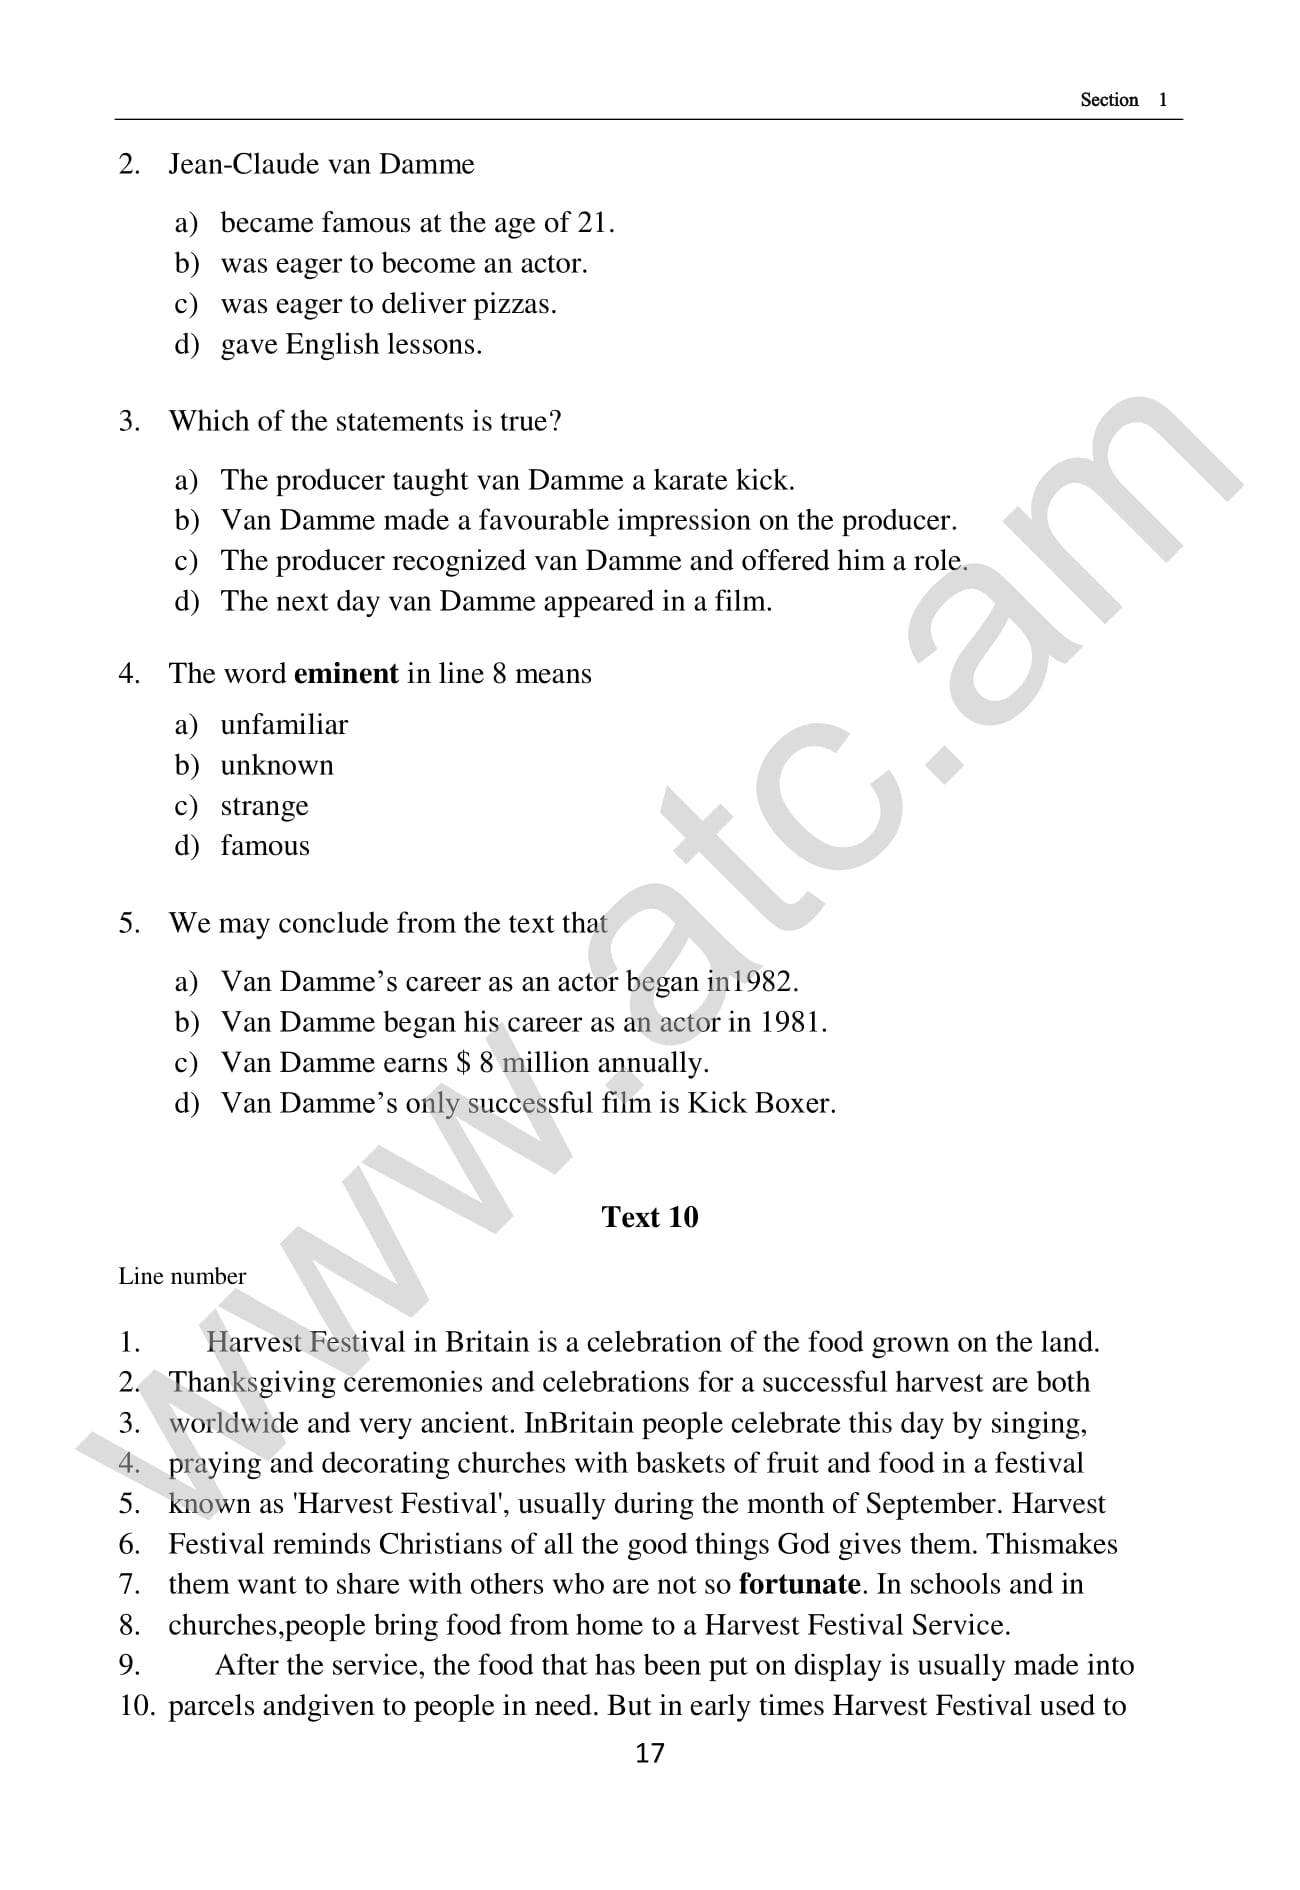 Section 1
2. Jean-Claude van Damme
a) became famous at the age of 21.
b) was eager to become an actor.
c) was eager to deliver pizzas.
d) gave English lessons.
3. Which of the statements is true?
a) The producer taught van Damme a karate kick.
b) Van Damme made a favourable impression on the producer.
c) The producer recognized van Damme and offered him a role.
d) The next day van Damme appeared in a film.
4. The word eminent in line 8 means
a) unfamiliar
b) unknown
c) strange
d) famous
5. We may conclude from the text that
a) Van Damme’s career as an actor began in1982.
b) Van Damme began his career as an actor in 1981.
c) Van Damme earns $ 8 million annually.
d) Van Damme’s only successful film is Kick Boxer.
Text 10
Line number
1. Harvest Festival in Britain is a celebration of the food grown on the land.
2. Thanksgiving ceremonies and celebrations for a successful harvest are both
3. worldwide and very ancient. InBritain people celebrate this day by singing,
4. praying and decorating churches with baskets of fruit and food in a festival
5. known as 'Harvest Festival', usually during the month of September. Harvest
6. Festival reminds Christians of all the good things God gives them. Thismakes
7. them want to share with others who are not so fortunate. In schools and in
8. churches,people bring food from home to a Harvest Festival Service.
9. After the service, the food that has been put on display is usually made into
10. parcels andgiven to people in need. But in early times Harvest Festival used to
17
www.atc.am